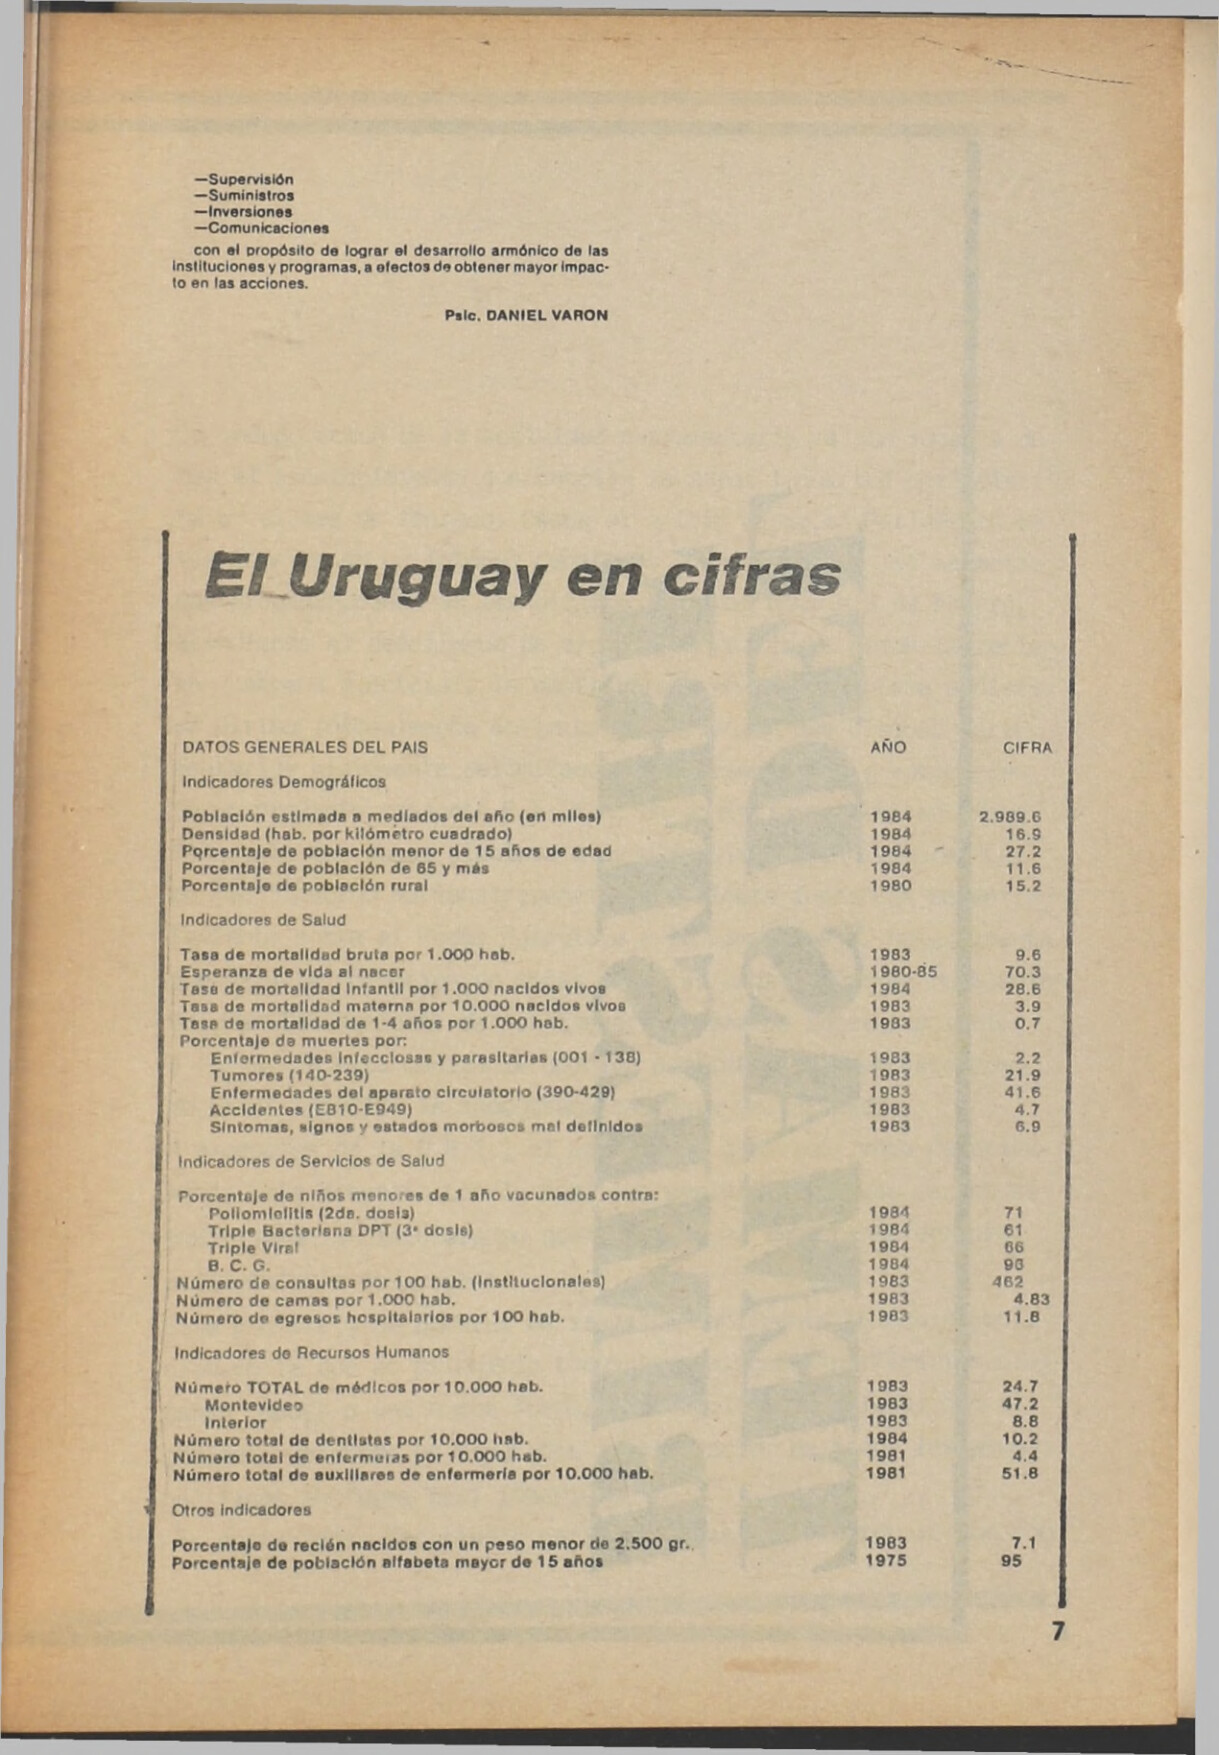 —Supervisión
—Suministros
—Inversiones
—Comunicaciones
con el propósito de lograr el desarrollo armónico de las
instituciones y programas, a efectos de obtener mayor impac-
to en las acciones.
Psic. DANIEL VARON
El Uruguay en cifras
DATOS GENERALES DEL PAIS AÑO CIFRA
Indicadores Demográficos
Población estimada a mediados del año (en miles) 1984 2.989.6
Densidad (hab. por kilómetro cuadrado) 1984 16.9
Porcentaje de población menor de 15 años de edad 1984 27.2
Porcentaje de población de 65 y más 1984 11.6
Porcentaje de población rural 1980 15.2
Indicadores de Salud
Tasa de mortalidad bruta por 1.000 hab. 1983 9.6
Esperanza de vida al nacer 1980-85 70.3
Tasa de mortalidad infantil por 1.000 nacidos vivos 1984 28.6
Tasa de mortalidad materna por 10.000 nacidos vivos 1983 3.9
Tasa de mortalidad de 1-4 años por 1.000 hab. 1983 0.7
Porcentaje de muertes por:
Enfermedades infecciosas y parasitarias (001 - 138) 1983 2.2
Tumores (140-239) 1983 21.9
Enfermedades del aparato circulatorio (390-429) 1983 41.6
Accidentes (E810-E949) 1983 4.7
Síntomas, signos y estados morbosos mal definidos 1983 6.9
Indicadores de Servicios de Salud
Porcentaje de niños menores de 1 año vacunados contra:
Poliomielitis (2da. dosis) 1984 71
Triple Bacteriana DPT (3ª dosis) 1984 61
Triple Viral 1984 66
B. C. G. 1984
Número de consultas por 100 hab. (institucionales) 1983 462
Número de camas por 1.000 hab. 1983 4.83
Número de egresos hospitalarios por 100 hab. 1983 11.8
Indicadores de Recursos Humanos
Número TOTAL de médicos por 10.000 hab. 1983 24.7
Montevideo 1983 47.2
Interior 1983 8.8
Número total de dentistas por 10.000 hab. 1984 10.2
Número total de enfermeras por 10.000 hab. 1981 4.4
Número total de auxiliares de enfermería por 10.000 hab. 1981 51.8
Otros indicadores
Porcentaje de recién nacidos con un peso menor de 2.500 gr. 1983 7.1
Porcentaje de población alfabeta mayor de 15 años 1975 95
7